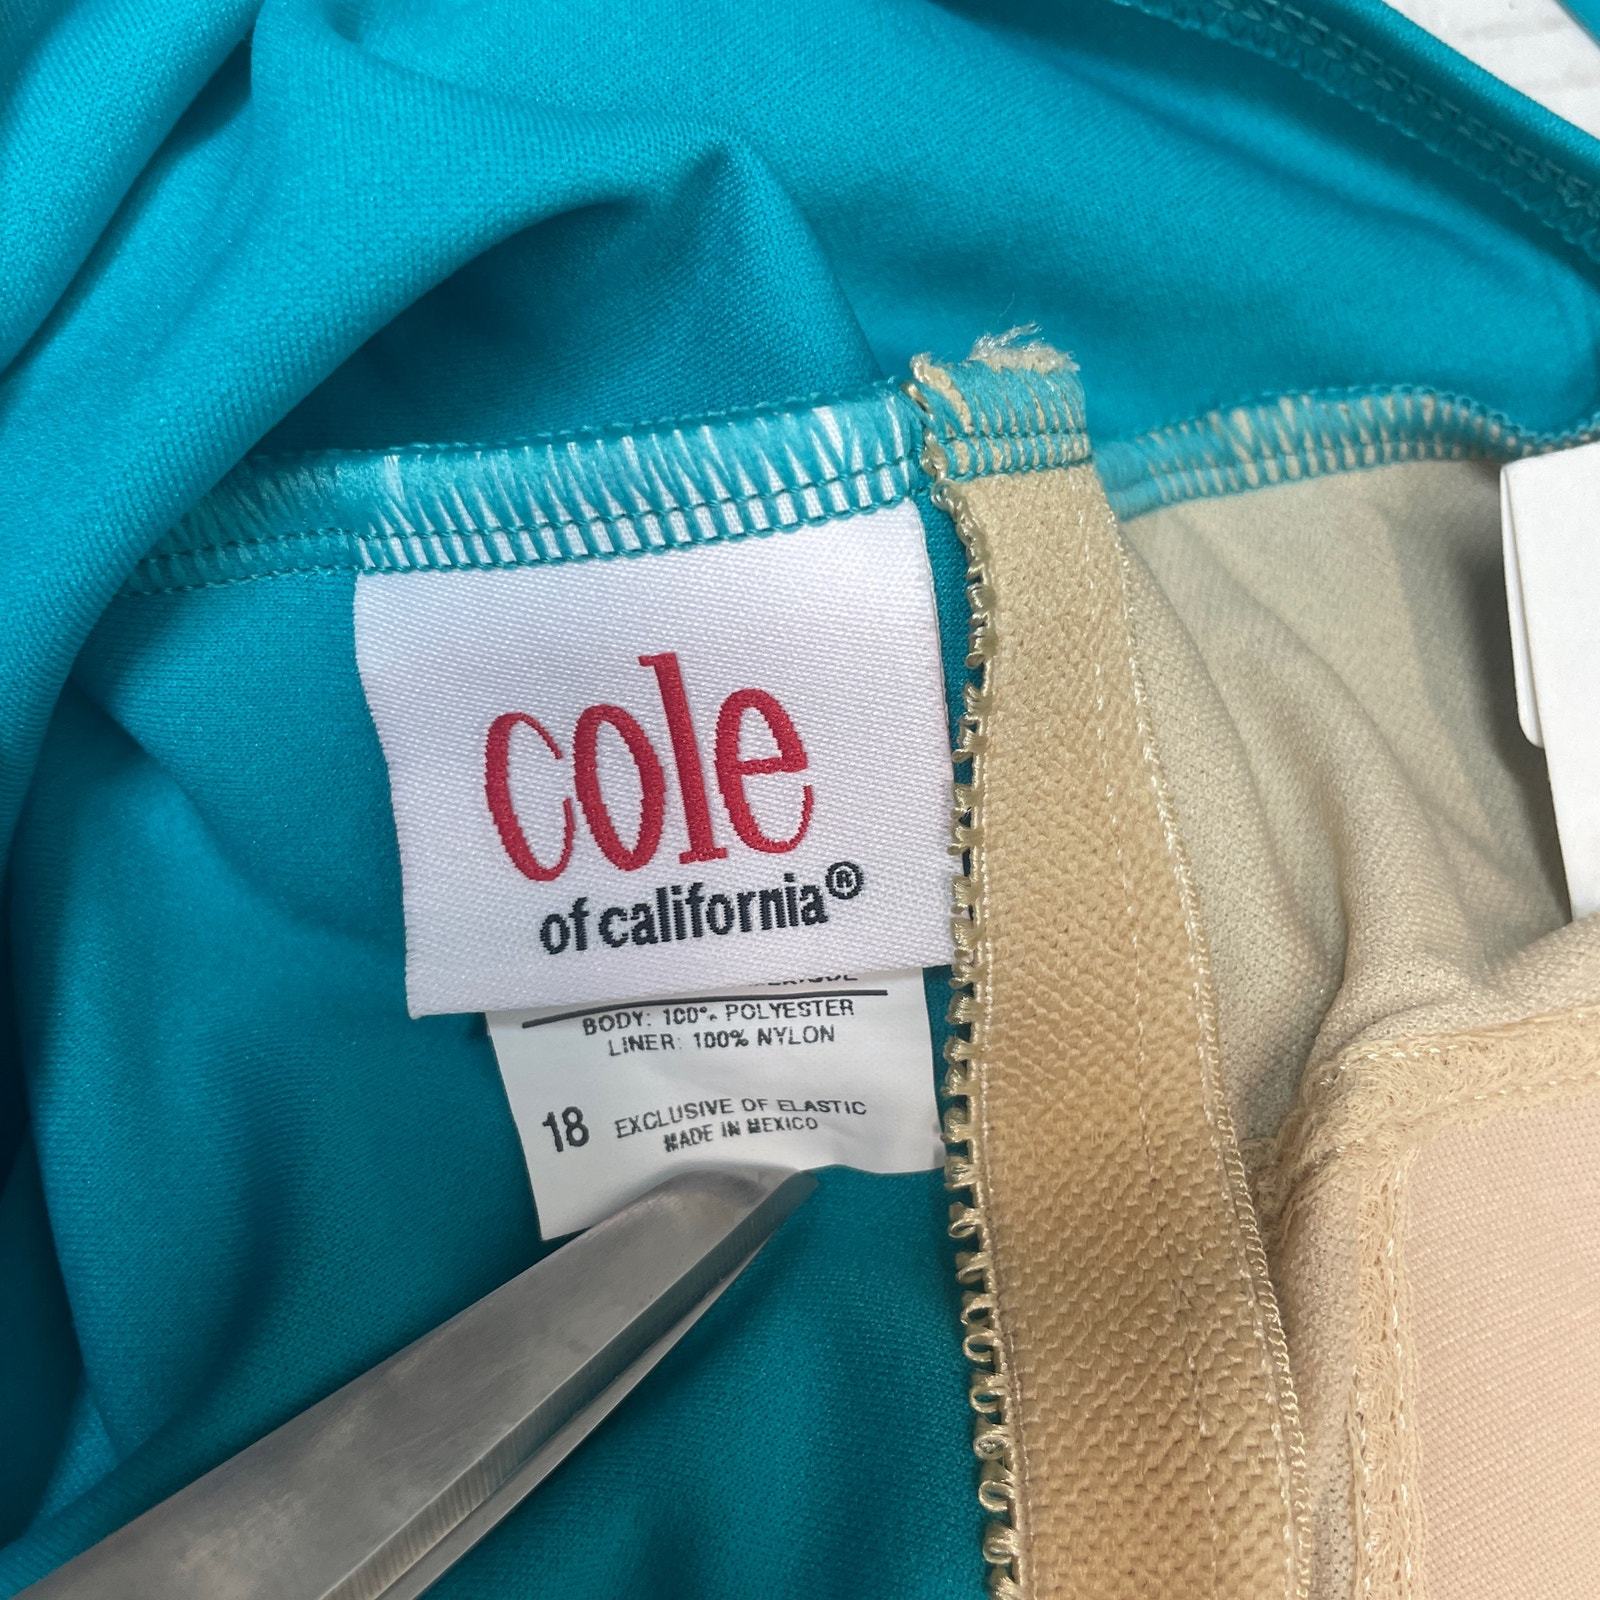 cole
of california®
BODY: 100% POLYESTER
LINER: 100% NYLON
18 EXCLUSIVE OF ELASTIC
MADE IN MEXICO